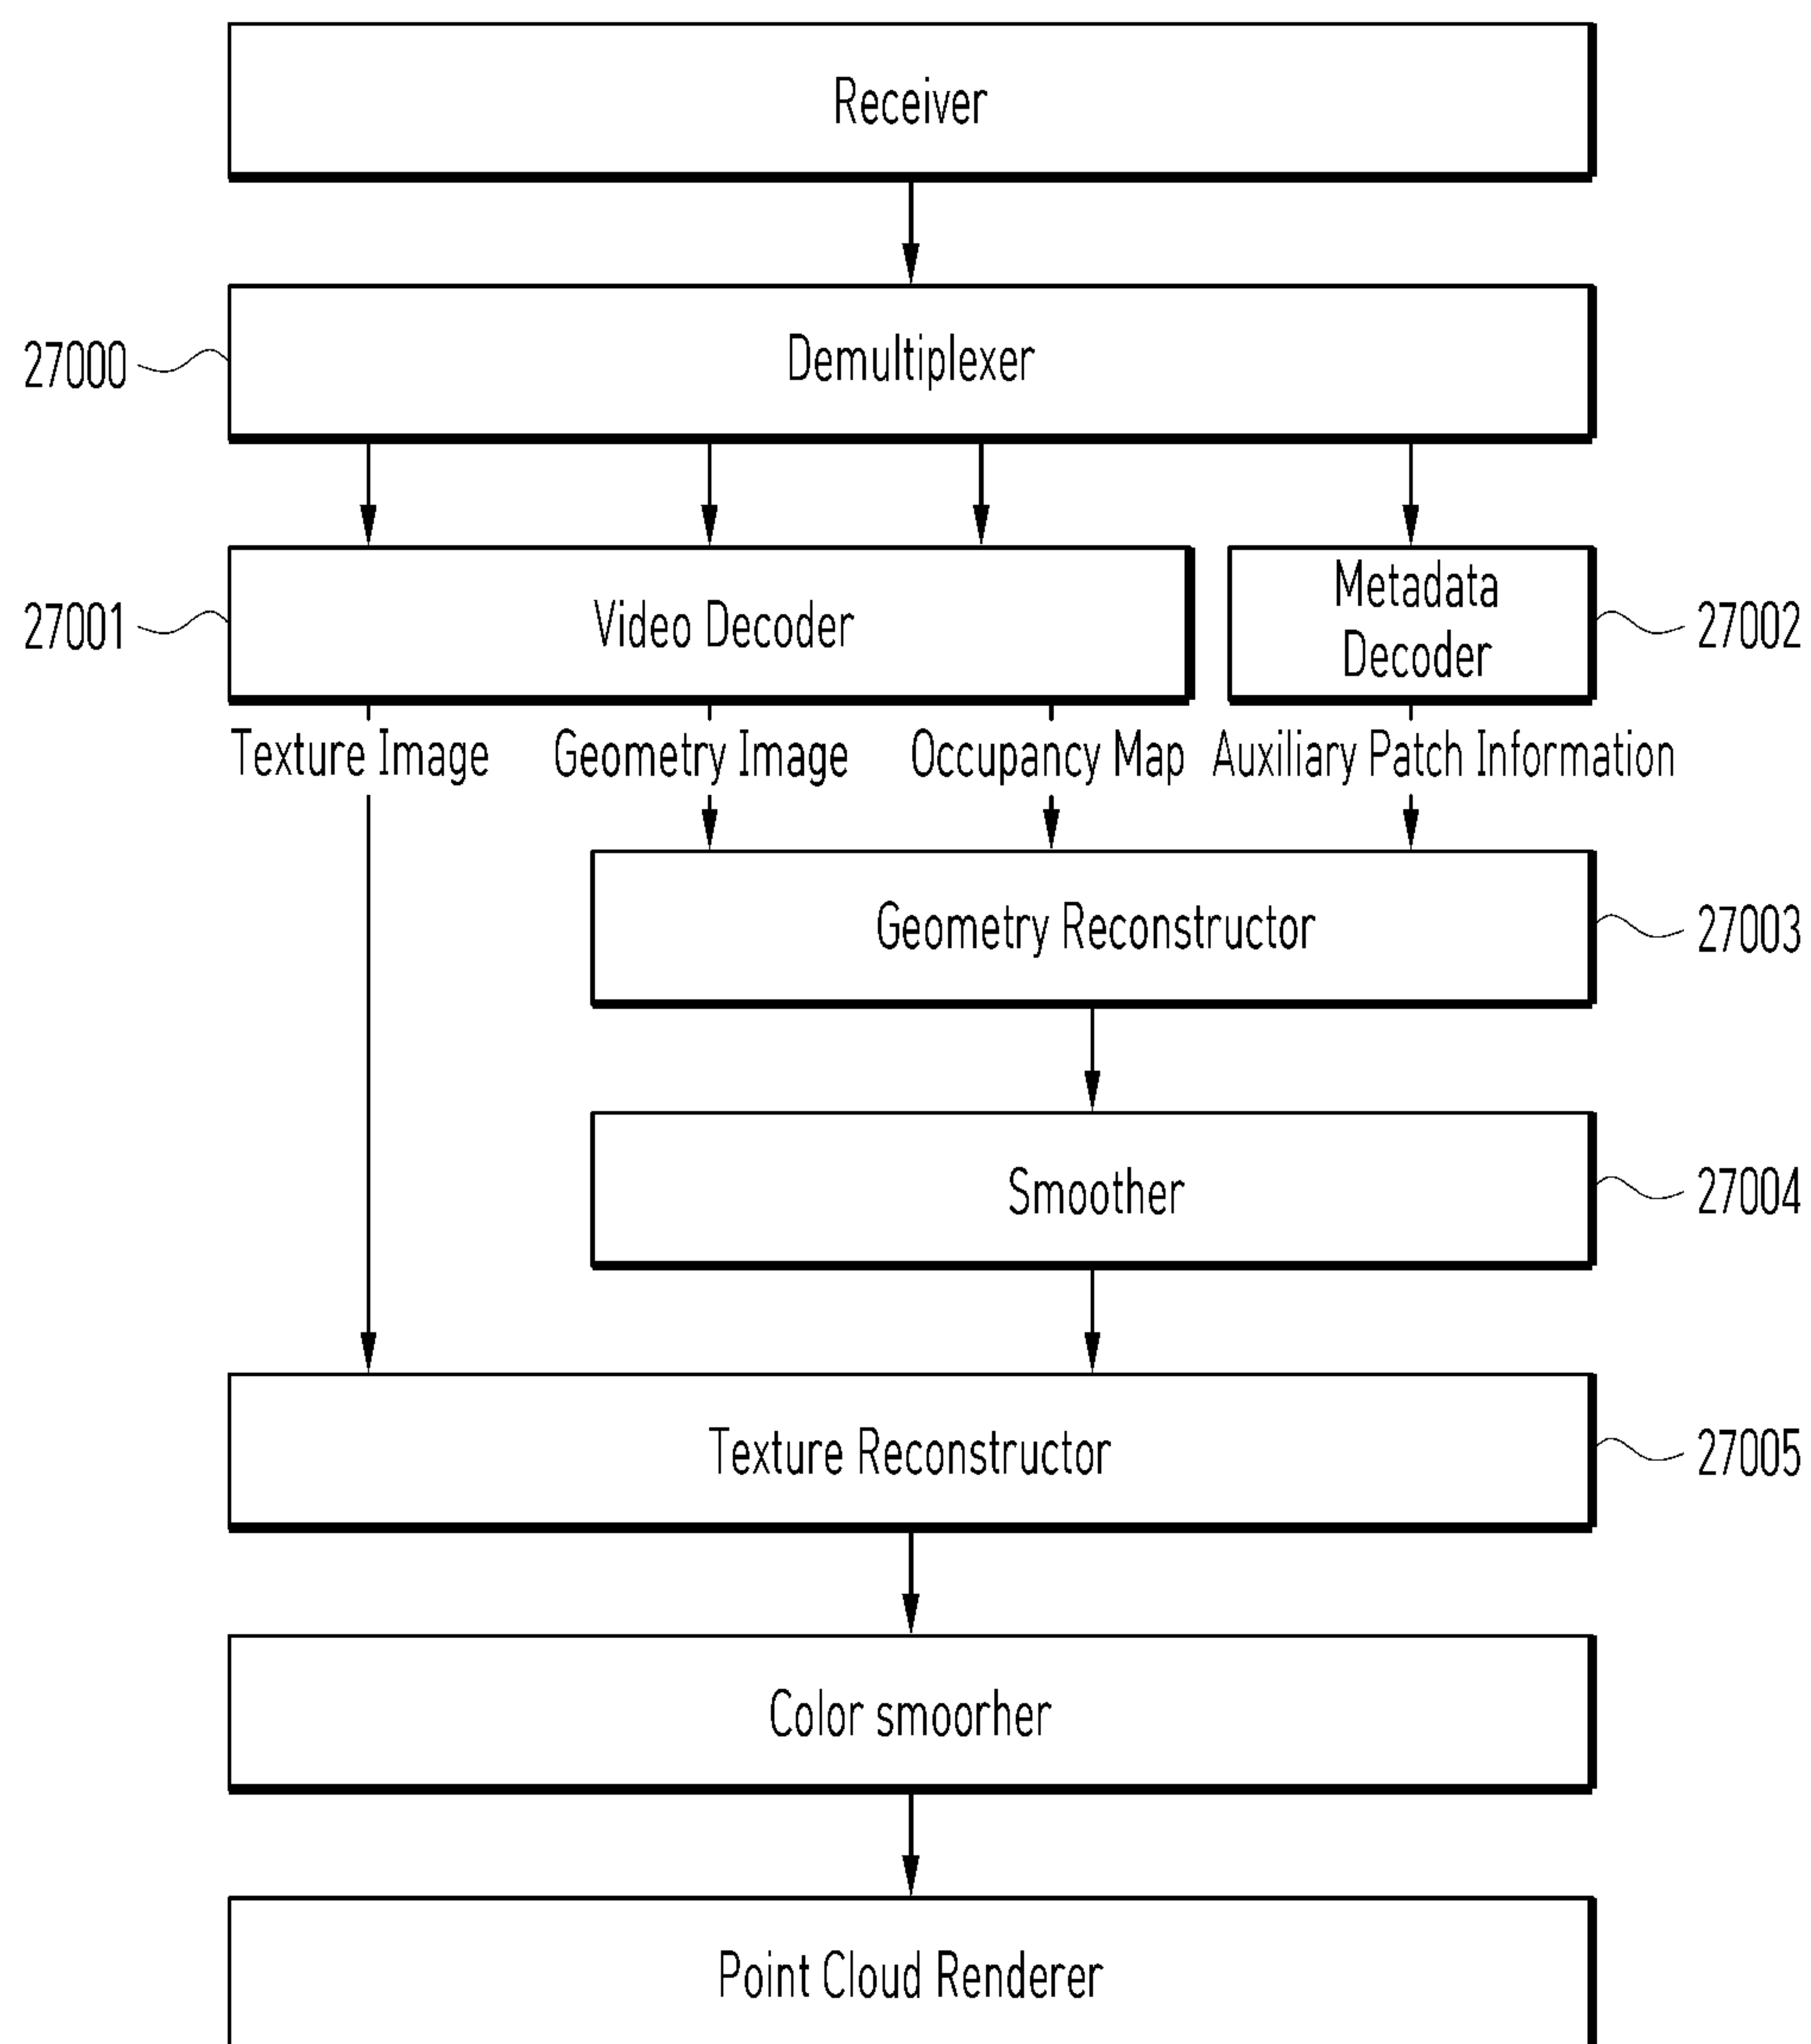 Receiver
27000
Demultiplexer
27001
Video Decoder
Metadata
Decoder
27002
Texture Image
Geometry Image
Occupancy Map
Auxiliary Patch Information
Geometry Reconstructor
27003
Smoother
27004
Texture Reconstructor
27005
Color smoorher
Point Cloud Renderer